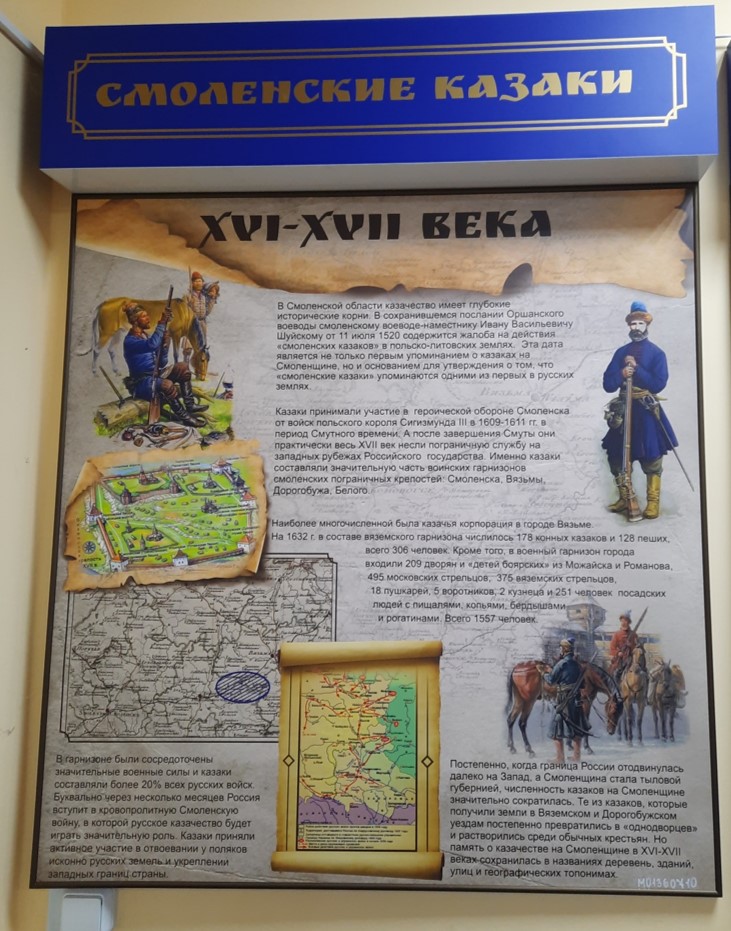 СМОЛЕНСКИЕ КАЗАКИ
XVI-XVII ВЕКА
В Смоленской области казачество имеет глубокие
исторические корни. В сохранившемся послании Оршанского
воеводы смоленскому воеводе-наместнику Ивану Васильевичу
Шуйскому от 11 июля 1520 содержится жалоба на действия
«смоленских казаков» в польско-литовских землях. Эта дата
является не только первым упоминанием о казаках на
Смоленщине, но и основанием для утверждения о том, что
«смоленские казаки» упоминаются одними из первых в русских
землях.
Казаки принимали участие в героической обороне Смоленска
от войск польского короля Сигизмунда III в 1609-1611 гг. в
период Смутного времени. А после завершения Смуты они
практически весь XVII век несли пограничную службу на
западных рубежах Российского государства. Именно казаки
составляли значительную часть воинских гарнизонов
смоленских пограничных крепостей: Смоленска, Вязьмы,
Дорогобужа, Белого.
Наиболее многочисленной была казачья корпорация в городе Вязьме.
На 1632 г. в составе вяземского гарнизона числилось 178 конных казаков и 128 пеших,
всего 306 человек. Кроме того, в военный гарнизон города
входили 209 дворян и «детей боярских» из Можайска и Романова,
495 московских стрельцов, 375 вяземских стрельцов,
18 пушкарей, 5 воротников, 2 кузнеца и 251 человек посадских
людей с пищалями, копьями, бердышами
и рогатинами. Всего 1557 человек.
В гарнизоне были сосредоточены
значительные военные силы и казаки
составляли более 20% всех русских войск.
Буквально через несколько месяцев Россия
вступит в кровопролитную Смоленскую
войну, в которой русское казачество будет
играть значительную роль. Казаки приняли
активное участие в отвоевании у поляков
исконно русских земель и укреплении
западных границ страны.
Постепенно, когда граница России отодвинулась
далеко на Запад, а Смоленщина стала тыловой
губернией, численность казаков на Смоленщине
значительно сократилась. Те из казаков, которые
получили земли в Вяземском и Дорогобужском
уездам постепенно превратились в «однодворцев»
и растворились среди обычных крестьян. Но
память о казачестве на Смоленщине в XVI-XVII
веках сохранилась в названиях деревень, зданий,
улиц и географических топонимах.
М01360410